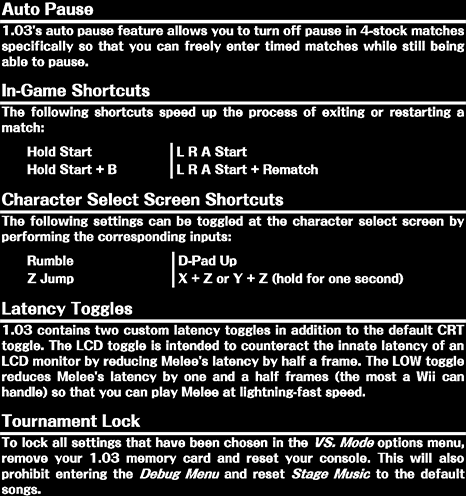 Auto Pause
1.03's auto pause feature allows you to turn off pause in 4-stock matches
specifically so that you can freely enter timed matches while still being
able to pause.
In-Game Shortcuts
The following shortcuts speed up the process of exiting or restarting a
match:
Hold Start L R A Start
Hold Start + B L R A Start + Rematch
Character Select Screen Shortcuts
The following settings can be toggled at the character select screen by
performing the corresponding inputs:
Rumble D-Pad Up
Z Jump X + Z or Y + Z (hold for one second)
Latency Toggles
1.03 contains two custom latency toggles in addition to the default CRT
toggle. The LCD toggle is intended to counteract the innate latency of an
LCD monitor by reducing Melee's latency by half a frame. The LOW toggle
reduces Melee's latency by one and a half frames (the most a Wii can
handle) so that you can play Melee at lightning-fast speed.
Tournament Lock
To lock all settings that have been chosen in the VS. Mode options menu,
remove your 1.03 memory card and reset your console. This will also
prohibit entering the Debug Menu and reset Stage Music to the default
songs.